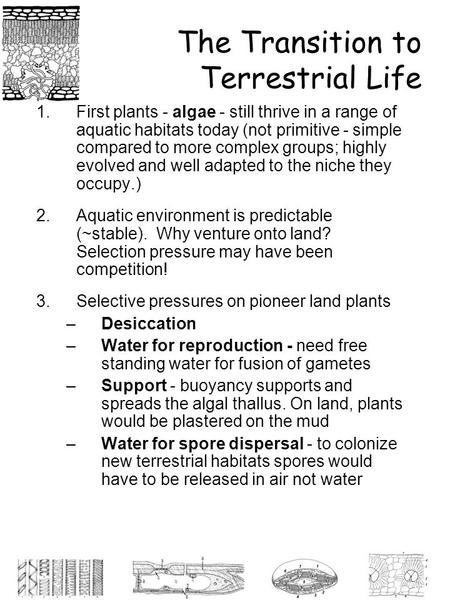 The Transition to
Terrestrial Life
1. First plants - algae - still thrive in a range of
aquatic habitats today (not primitive - simple
compared to more complex groups; highly
evolved and well adapted to the niche they
occupy.)
2. Aquatic environment is predictable
(~stable). Why venture onto land?
Selection pressure may have been
competition!
3. Selective pressures on pioneer land plants
– Desiccation
– Water for reproduction - need free
standing water for fusion of gametes
– Support - buoyancy supports and
spreads the algal thallus. On land, plants
would be plastered on the mud
– Water for spore dispersal - to colonize
new terrestrial habitats spores would
have to be released in air not water